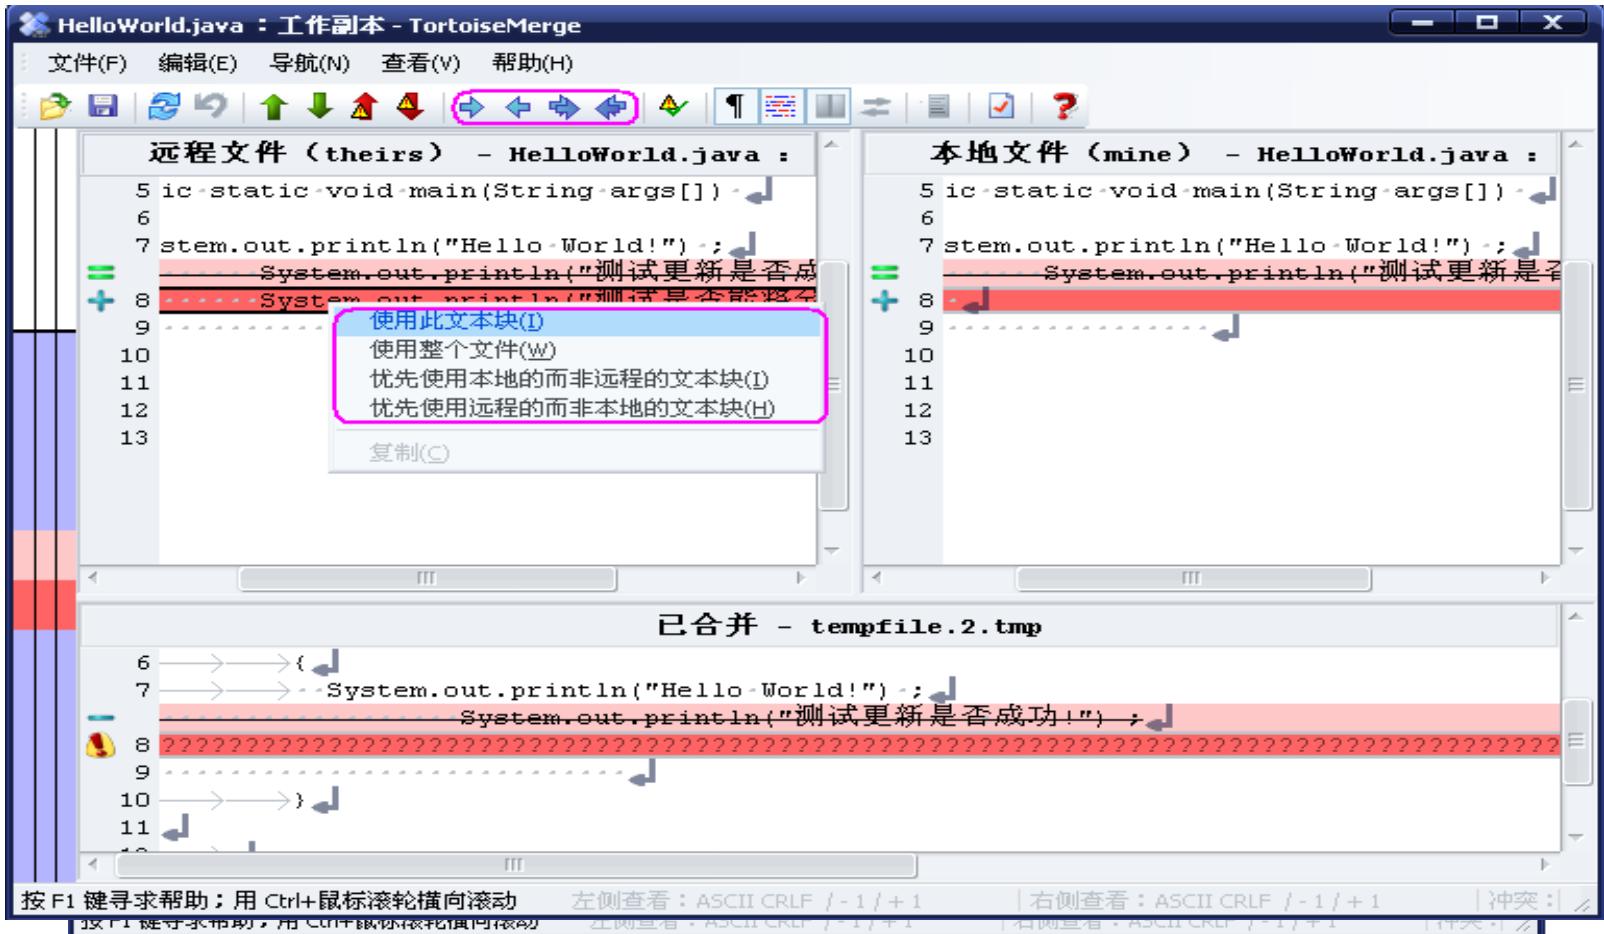 HelloWorld.java : 工作副本 - TortoiseMerge
文件(F) 编辑(E) 导航(N) 查看(V) 帮助(H)
远程文件 (theirs) - HelloWorld.java :
5 ic static void main(String args[])
6
7 stem.out.println("Hello World!") ;
System.out.println("测试更新是否成
8 System.out.println("测试是否能将
9
10
11
12
13
使用此文本块(I)
使用整个文件(W)
优先使用本地的而非远程的文本块(I)
优先使用远程的而非本地的文本块(H)
复制(C)
本地文件 (mine) - HelloWorld.java :
5 ic static void main(String args[])
6
7 stem.out.println("Hello World!") ;
System.out.println("测试更新是否
8
9
10
11
12
13
已合并 - tempfile.2.tmp
6 {
7 System.out.println("Hello World!") ;
System.out.println("测试更新是否成功!") ;
8 ?????????????????????????????????????????????????????????????????????????????????????
9
10 }
11
按 F1 键寻求帮助；用 Ctrl+鼠标滚轮横向滚动 左侧查看：ASCII CRLF / - 1 / + 1 右侧查看：ASCII CRLF / - 1 / + 1 冲突：